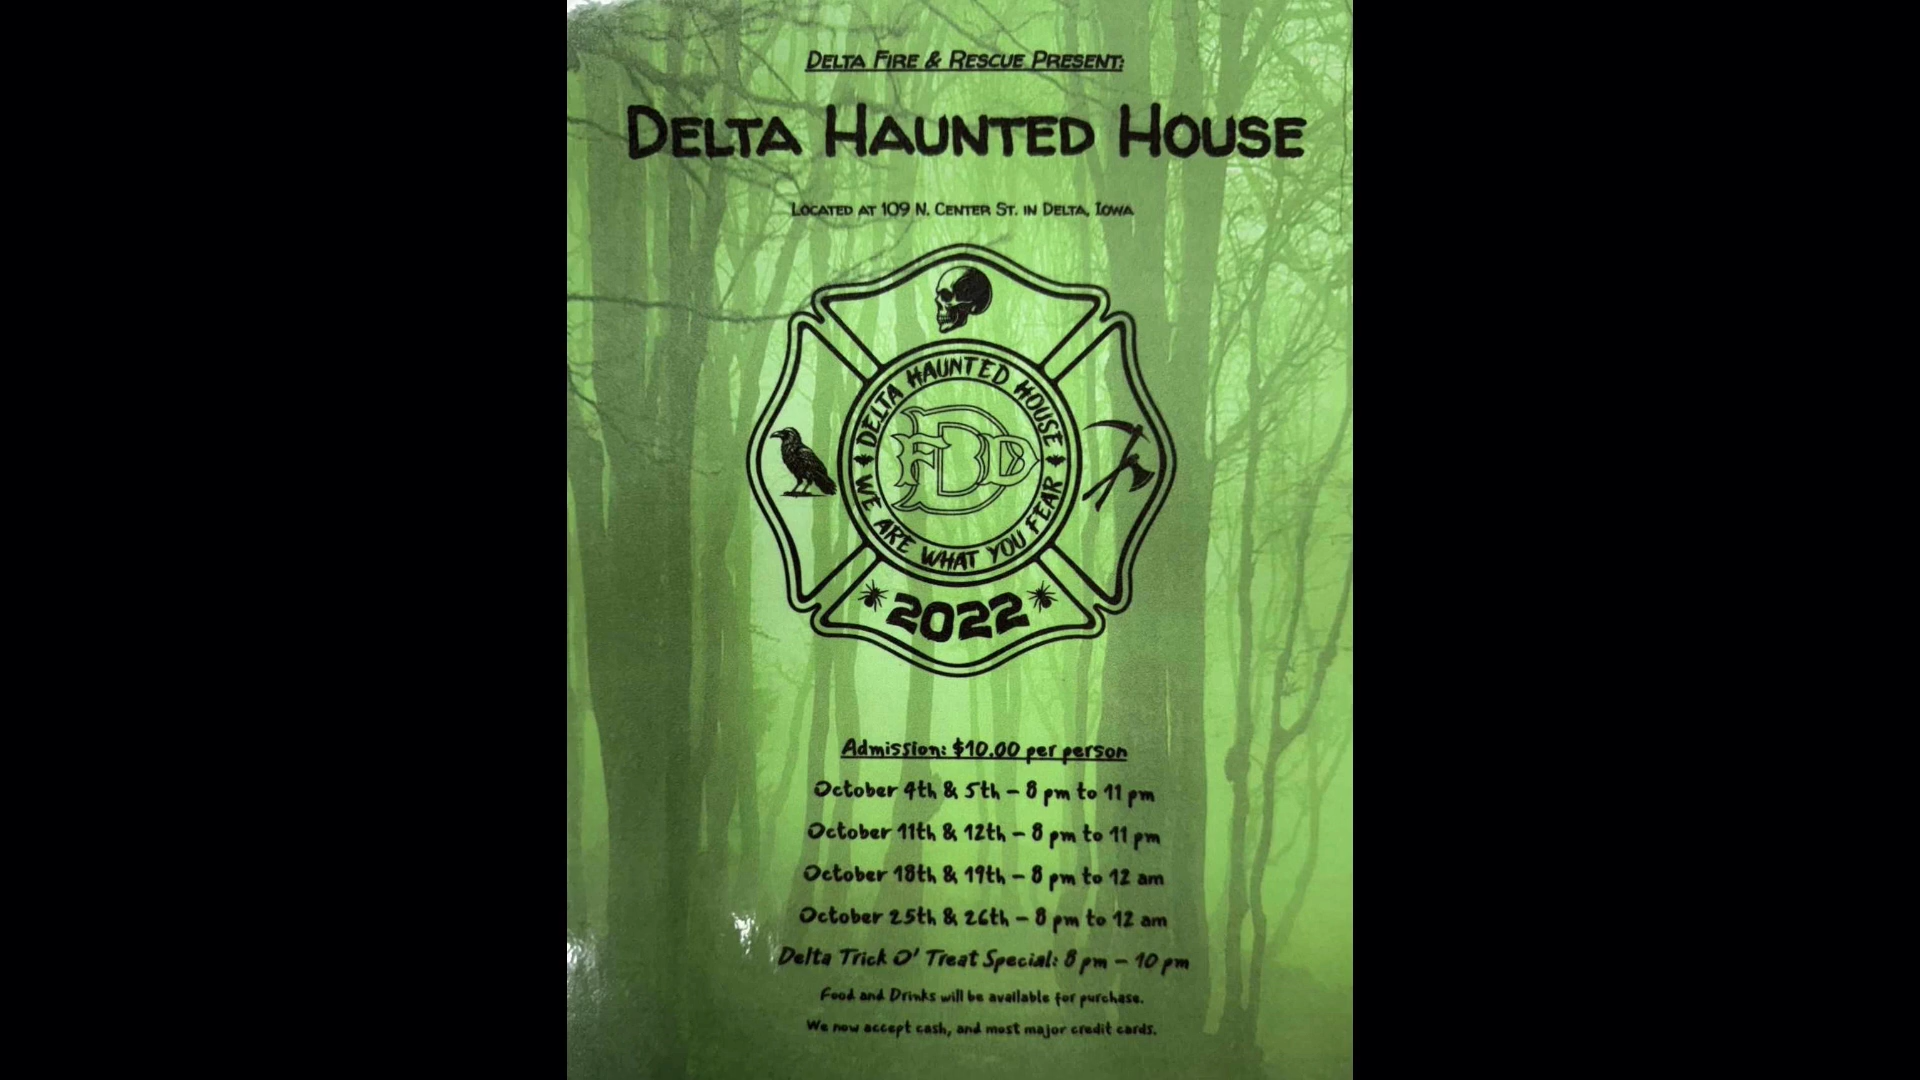 DELTA FIRE & RESCUE PRESENT:
DELTA HAUNTED HOUSE
LOCATED AT 109 N. CENTER ST. IN DELTA, IOWA
DELTA HAUNTED HOUSE
DFD
WE ARE WHAT YOU FEAR
2022
Admission: $10.00 per person
October 4th & 5th – 8 pm to 11 pm
October 11th & 12th – 8 pm to 11 pm
October 18th & 19th – 8 pm to 12 am
October 25th & 26th – 8 pm to 12 am
Delta Trick O' Treat Special: 8 pm – 10 pm
Food and Drinks will be available for purchase.
We now accept cash, and most major credit cards.